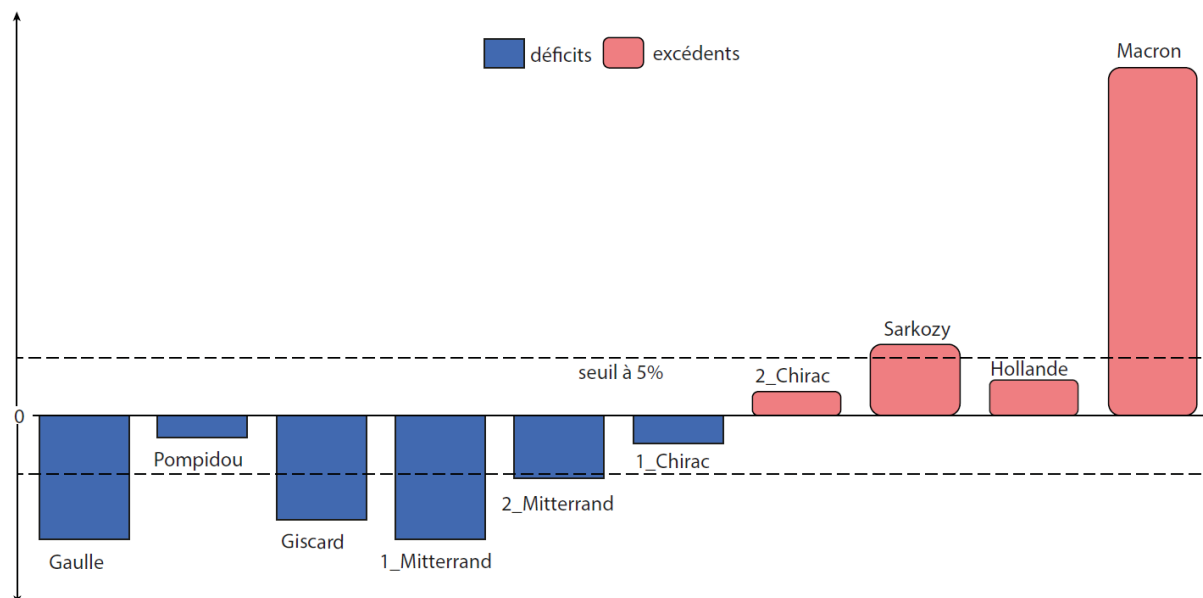 déficits
excédents
Macron
Sarkozy
seuil à 5%
2_Chirac
Hollande
0
Pompidou
1_Chirac
2_Mitterrand
Giscard
Gaulle
1_Mitterrand